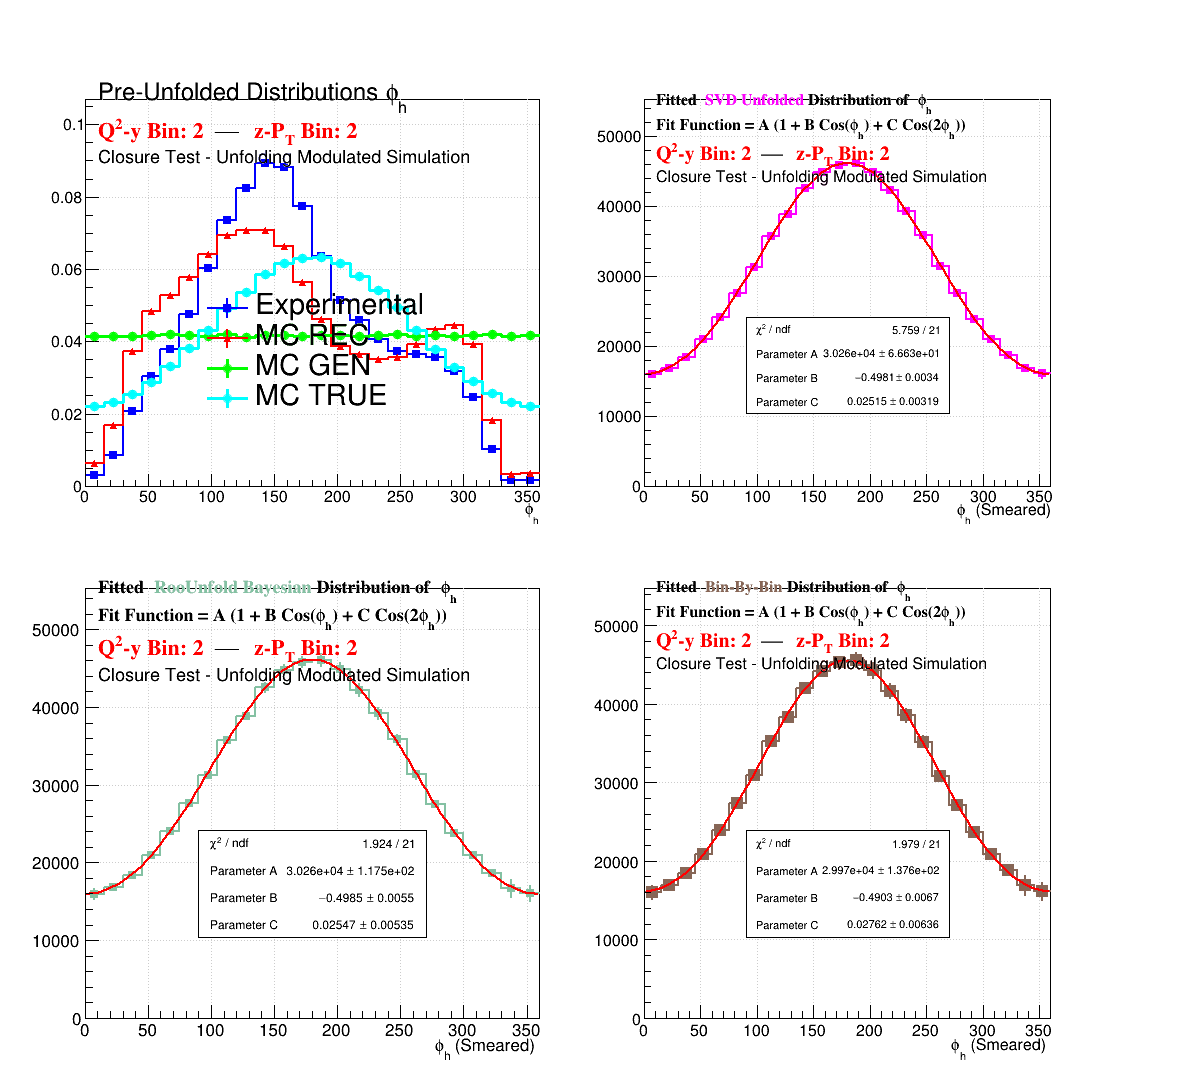 Pre-Unfolded Distributions ϕh
Q²-y Bin: 2 — z-PT Bin: 2
Closure Test - Unfolding Modulated Simulation
0.1
0.08
0.06
0.04
0.02
0
Experimental
MC REC
MC GEN
MC TRUE
0 50 100 150 200 250 300 350
ϕh
Fitted SVD Unfolded Distribution of ϕh
Fit Function = A (1 + B Cos(ϕh) + C Cos(2ϕh))
Q²-y Bin: 2 — z-PT Bin: 2
Closure Test - Unfolding Modulated Simulation
50000
40000
30000
20000
10000
0
χ² / ndf 5.759 / 21
Parameter A 3.026e+04 ± 6.663e+01
Parameter B −0.4981 ± 0.0034
Parameter C 0.02515 ± 0.00319
0 50 100 150 200 250 300 350
ϕh (Smeared)
Fitted RooUnfold Bayesian Distribution of ϕh
Fit Function = A (1 + B Cos(ϕh) + C Cos(2ϕh))
Q²-y Bin: 2 — z-PT Bin: 2
Closure Test - Unfolding Modulated Simulation
50000
40000
30000
20000
10000
0
χ² / ndf 1.924 / 21
Parameter A 3.026e+04 ± 1.175e+02
Parameter B −0.4985 ± 0.0055
Parameter C 0.02547 ± 0.00535
0 50 100 150 200 250 300 350
ϕh (Smeared)
Fitted Bin-By-Bin Distribution of ϕh
Fit Function = A (1 + B Cos(ϕh) + C Cos(2ϕh))
Q²-y Bin: 2 — z-PT Bin: 2
Closure Test - Unfolding Modulated Simulation
50000
40000
30000
20000
10000
0
χ² / ndf 1.979 / 21
Parameter A 2.997e+04 ± 1.376e+02
Parameter B −0.4903 ± 0.0067
Parameter C 0.02762 ± 0.00636
0 50 100 150 200 250 300 350
ϕh (Smeared)